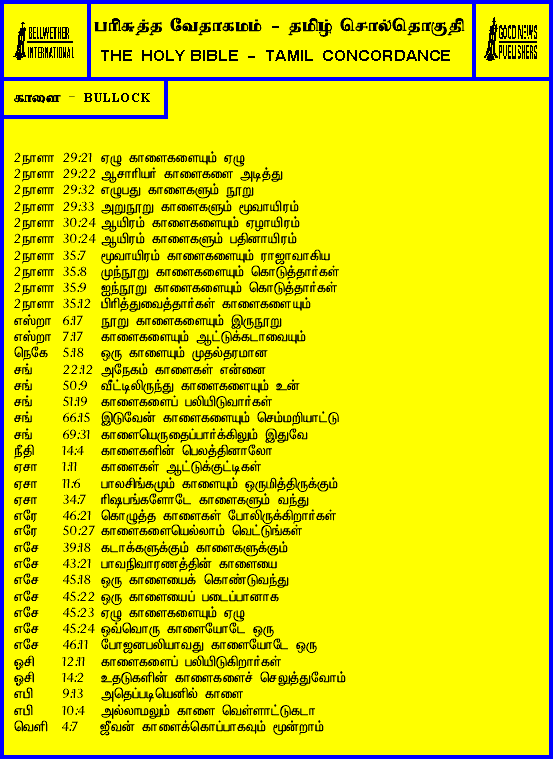 BELLWETHER
INTERNATIONAL
பரிசுத்த வேதாகமம் - தமிழ் சொல்தொகுதி
THE HOLY BIBLE - TAMIL CONCORDANCE
GOOD NEWS
PUBLISHERS
காளை - BULLOCK
2நாளா 29:21 ஏழு காளைகளையும் ஏழு
2நாளா 29:22 ஆசாரியர் காளைகளை அடித்து
2நாளா 29:32 எழுபது காளைகளும் நூறு
2நாளா 29:33 அறுநூறு காளைகளும் மூவாயிரம்
2நாளா 30:24 ஆயிரம் காளைகளையும் ஏழாயிரம்
2நாளா 30:24 ஆயிரம் காளைகளும் பதினாயிரம்
2நாளா 35:7 மூவாயிரம் காளைகளையும் ராஜாவாகிய
2நாளா 35:8 முந்நூறு காளைகளையும் கொடுத்தார்கள்
2நாளா 35:9 ஐந்நூறு காளைகளையும் கொடுத்தார்கள்
2நாளா 35:12 பிரித்துவைத்தார்கள் காளைகளையும்
எஸ்றா 6:17 நூறு காளைகளையும் இருநூறு
எஸ்றா 7:17 காளைகளையும் ஆட்டுக்கடாவையும்
நெகே 5:18 ஒரு காளையும் முதல்தரமான
சங் 22:12 அநேகம் காளைகள் என்னை
சங் 50:9 வீட்டிலிருந்து காளைகளையும் உன்
சங் 51:19 காளைகளைப் பலியிடுவார்கள்
சங் 66:15 இடுவேன் காளைகளையும் செம்மறியாட்டு
சங் 69:31 காளையெருதைப்பார்க்கிலும் இதுவே
நீதி 14:4 காளைகளின் பெலத்தினாலோ
ஏசா 1:11 காளைகள் ஆட்டுக்குட்டிகள்
ஏசா 11:6 பாலசிங்கமும் காளையும் ஒருமித்திருக்கும்
ஏசா 34:7 ரிஷபங்களோடே காளைகளும் வந்து
எரே 46:21 கொழுத்த காளைகள் போலிருக்கிறார்கள்
எரே 50:27 காளைகளையெல்லாம் வெட்டுங்கள்
எசே 39:18 கடாக்களுக்கும் காளைகளுக்கும்
எசே 43:21 பாவநிவாரணத்தின் காளையை
எசே 45:18 ஒரு காளையைக் கொண்டுவந்து
எசே 45:22 ஒரு காளையைப் படைப்பானாக
எசே 45:23 ஏழு காளைகளையும் ஏழு
எசே 45:24 ஒவ்வொரு காளையோடே ஒரு
எசே 46:11 போஜனபலியாவது காளையோடே ஒரு
ஓசி 12:11 காளைகளைப் பலியிடுகிறார்கள்
ஓசி 14:2 உதடுகளின் காளைகளைச் செலுத்துவோம்
எபி 9:13 அதெப்படியெனில் காளை
எபி 10:4 அல்லாமலும் காளை வெள்ளாட்டுகடா
வெளி 4:7 ஜீவன் காளைக்கொப்பாகவும் மூன்றாம்